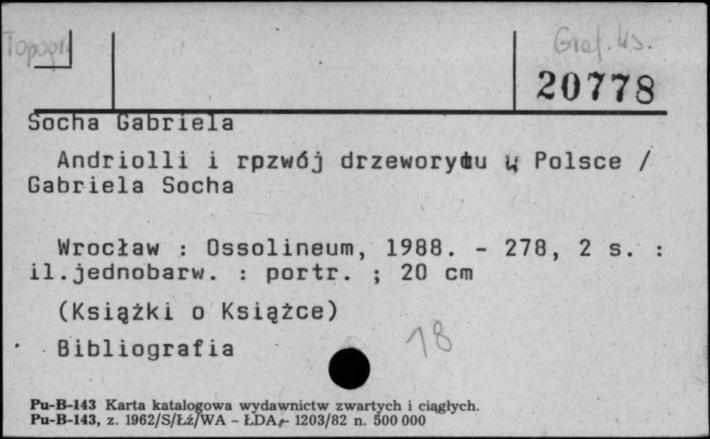 Topogr.
Graf. ks.
20778
Socha Gabriela
Andriolli i rpzwój drzeworytu w Polsce /
Gabriela Socha
Wrocław : Ossolineum, 1988. - 278, 2 s. :
il.jednobarw. : portr. ; 20 cm
(Książki o Książce)
Bibliografia
18
Pu-B-143 Karta katalogowa wydawnictw zwartych i ciągłych.
Pu-B-143, z. 1962/S/Łż/WA - ŁDA,- 1203/82 n. 500 000